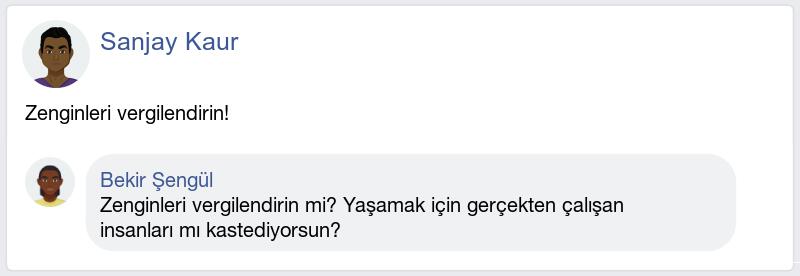 Sanjay Kaur
Zenginleri vergilendirin!
Bekir Şengül
Zenginleri vergilendirin mi? Yaşamak için gerçekten çalışan
insanları mı kastediyorsun?